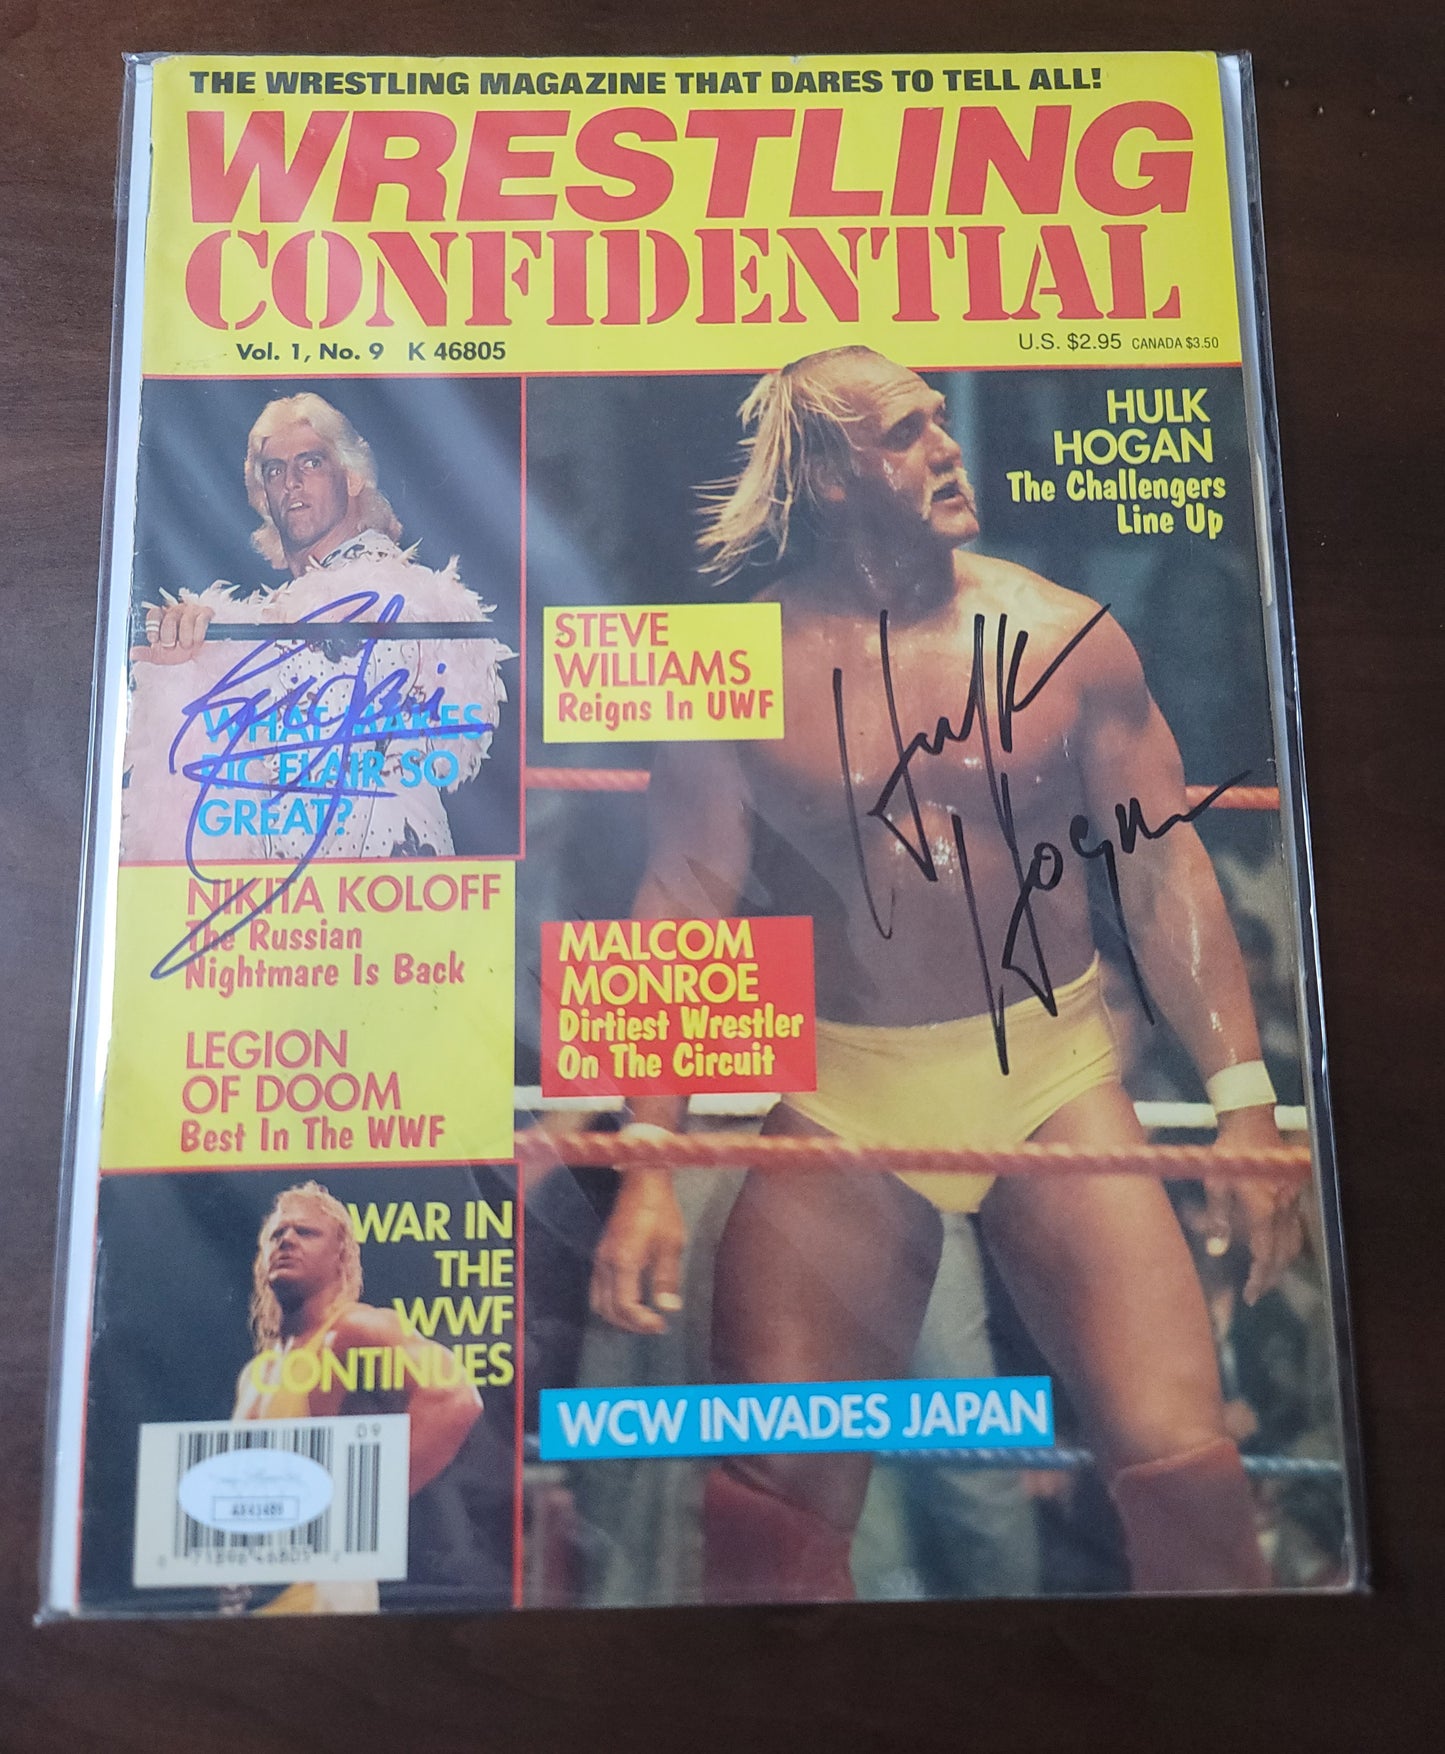 THE WRESTLING MAGAZINE THAT DARES TO TELL ALL!
WRESTLING
CONFIDENTIAL
Vol. 1, No. 9 K 46805
U.S. $2.95 CANADA $3.50
HULK
HOGAN
The Challengers
Line Up
STEVE
WILLIAMS
Reigns In UWF
WHAT MAKES
RIC FLAIR SO
GREAT?
Hulk
Hogan
NIKITA KOLOFF
The Russian
Nightmare Is Back
MALCOM
MONROE
Dirtiest Wrestler
On The Circuit
LEGION
OF DOOM
Best In The WWF
WAR IN
THE
WWF
CONTINUES
WCW INVADES JAPAN
09